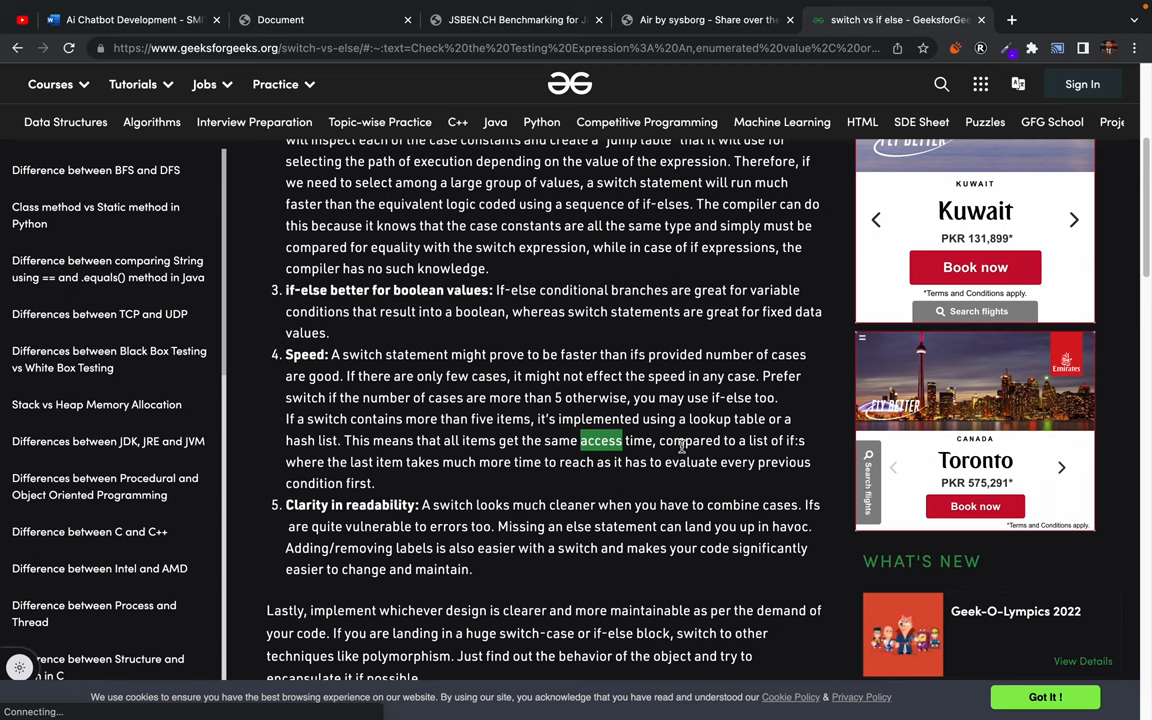 Ai Chatbot Development - SMi
Document
JSBEN.CH Benchmarking for J
Air by sysborg - Share over the
switch vs if else - GeeksforGee
https://www.geeksforgeeks.org/switch-vs-else/#:~:text=Check%20the%20Testing%20Expression%3A%20An,enumerated%20value%2C%20or...
Courses
Tutorials
Jobs
Practice
Sign In
Data Structures
Algorithms
Interview Preparation
Topic-wise Practice
C++
Java
Python
Competitive Programming
Machine Learning
HTML
SDE Sheet
Puzzles
GFG School
Proje
Difference between BFS and DFS
Class method vs Static method in
Python
Difference between comparing String
using == and .equals() method in Java
Differences between TCP and UDP
Differences between Black Box Testing
vs White Box Testing
Stack vs Heap Memory Allocation
Differences between JDK, JRE and JVM
Difference between Procedural and
Object Oriented Programming
Difference between C and C++
Difference between Intel and AMD
Difference between Process and
Thread
rence between Structure and
n in C
will inspect each of the case constants and create a "jump table" that it will use for
selecting the path of execution depending on the value of the expression. Therefore, if
we need to select among a large group of values, a switch statement will run much
faster than the equivalent logic coded using a sequence of if-elses. The compiler can do
this because it knows that the case constants are all the same type and simply must be
compared for equality with the switch expression, while in case of if expressions, the
compiler has no such knowledge.
3. if-else better for boolean values: If-else conditional branches are great for variable
conditions that result into a boolean, whereas switch statements are great for fixed data
values.
4. Speed: A switch statement might prove to be faster than ifs provided number of cases
are good. If there are only few cases, it might not effect the speed in any case. Prefer
switch if the number of cases are more than 5 otherwise, you may use if-else too.
If a switch contains more than five items, it's implemented using a lookup table or a
hash list. This means that all items get the same access time, compared to a list of if:s
where the last item takes much more time to reach as it has to evaluate every previous
condition first.
5. Clarity in readability: A switch looks much cleaner when you have to combine cases. Ifs
are quite vulnerable to errors too. Missing an else statement can land you up in havoc.
Adding/removing labels is also easier with a switch and makes your code significantly
easier to change and maintain.
Lastly, implement whichever design is clearer and more maintainable as per the demand of
your code. If you are landing in a huge switch-case or if-else block, switch to other
techniques like polymorphism. Just find out the behavior of the object and try to
encapsulate it if possible.
FLY BETTER
KUWAIT
Kuwait
PKR 131,899*
Book now
*Terms and Conditions apply.
Search flights
Emirates
FLY BETTER
CANADA
Toronto
PKR 575,291*
Book now
*Terms and Conditions apply.
Search flights
WHAT'S NEW
Geek-O-Lympics 2022
View Details
We use cookies to ensure you have the best browsing experience on our website. By using our site, you acknowledge that you have read and understood our Cookie Policy & Privacy Policy
Got It !
Connecting...